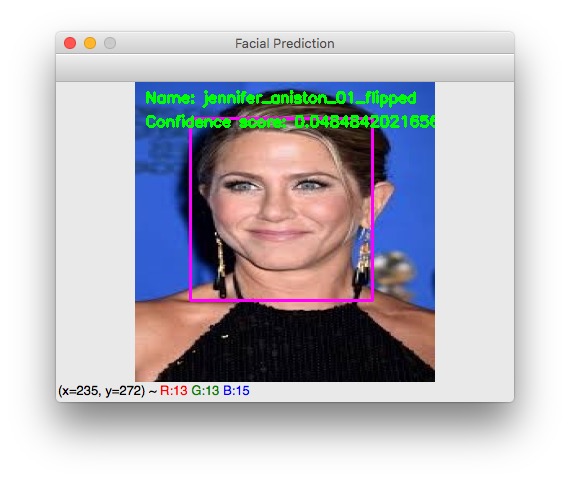 Facial Prediction
Name: jennifer_aniston_01_flipped
Confidence score: 0.0484842021656
(x=235, y=272) ~ R:13 G:13 B:15